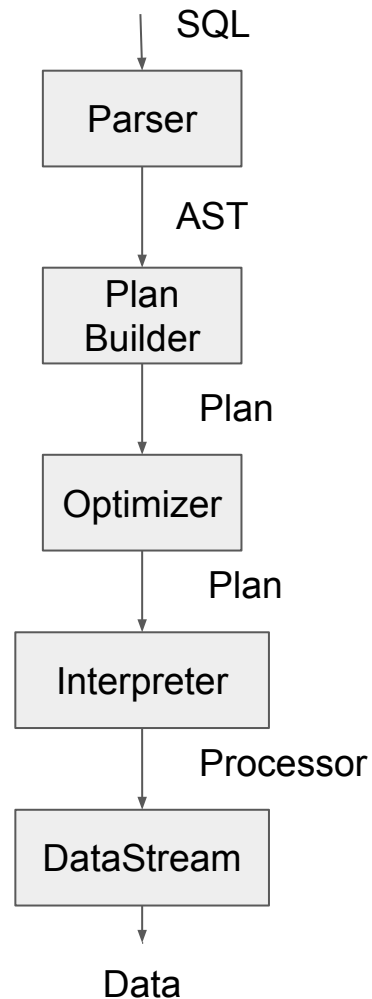 SQL
Parser
AST
Plan
Builder
Plan
Optimizer
Plan
Interpreter
Processor
DataStream
Data